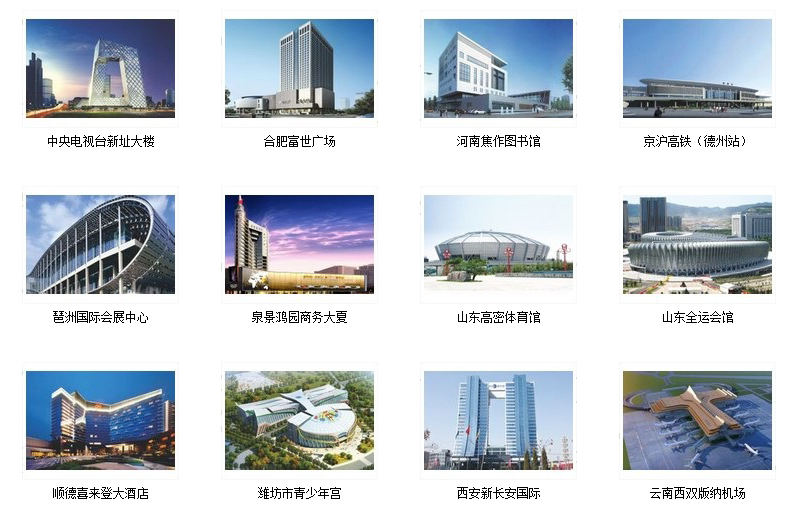 中央电视台新址大楼
合肥富世广场
河南焦作图书馆
京沪高铁（德州站）
琶洲国际会展中心
泉景鸿园商务大厦
山东高密体育馆
山东全运会馆
顺德喜来登大酒店
潍坊市青少年宫
西安新长安国际
云南西双版纳机场